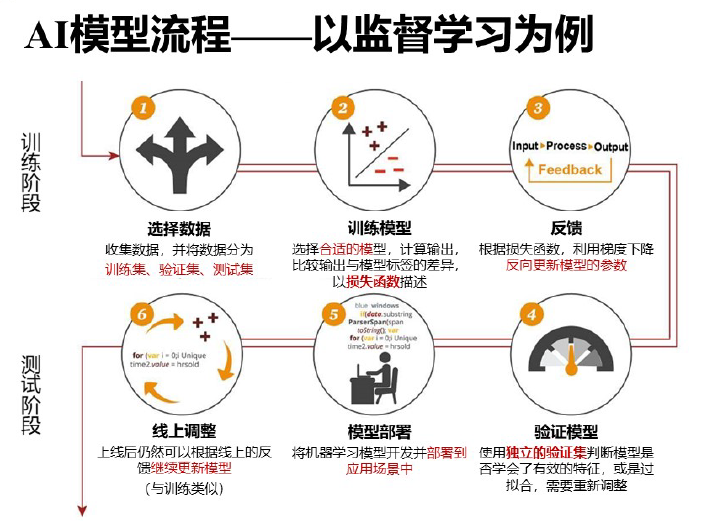 AI模型流程——以监督学习为例
训练阶段
1
选择数据
收集数据，并将数据分为
训练集、验证集、测试集
2
训练模型
选择合适的模型，计算输出，
比较输出与模型标签的差异，
以损失函数描述
3
Input Process Output
Feedback
反馈
根据损失函数，利用梯度下降
反向更新模型的参数
测试阶段
6
for (var i = 0;i Unique
time2.value = hrsold
线上调整
上线后仍然可以根据线上的反
馈继续更新模型
（与训练类似）
5
blue windows
if(date.substring
ParserSpan(span
toString(), var
for (var i = 0;i Unique
time2.value = hrsold
模型部署
将机器学习模型开发并部署到
应用场景中
4
验证模型
使用独立的验证集判断模型是
否学会了有效的特征，或是过
拟合，需要重新调整